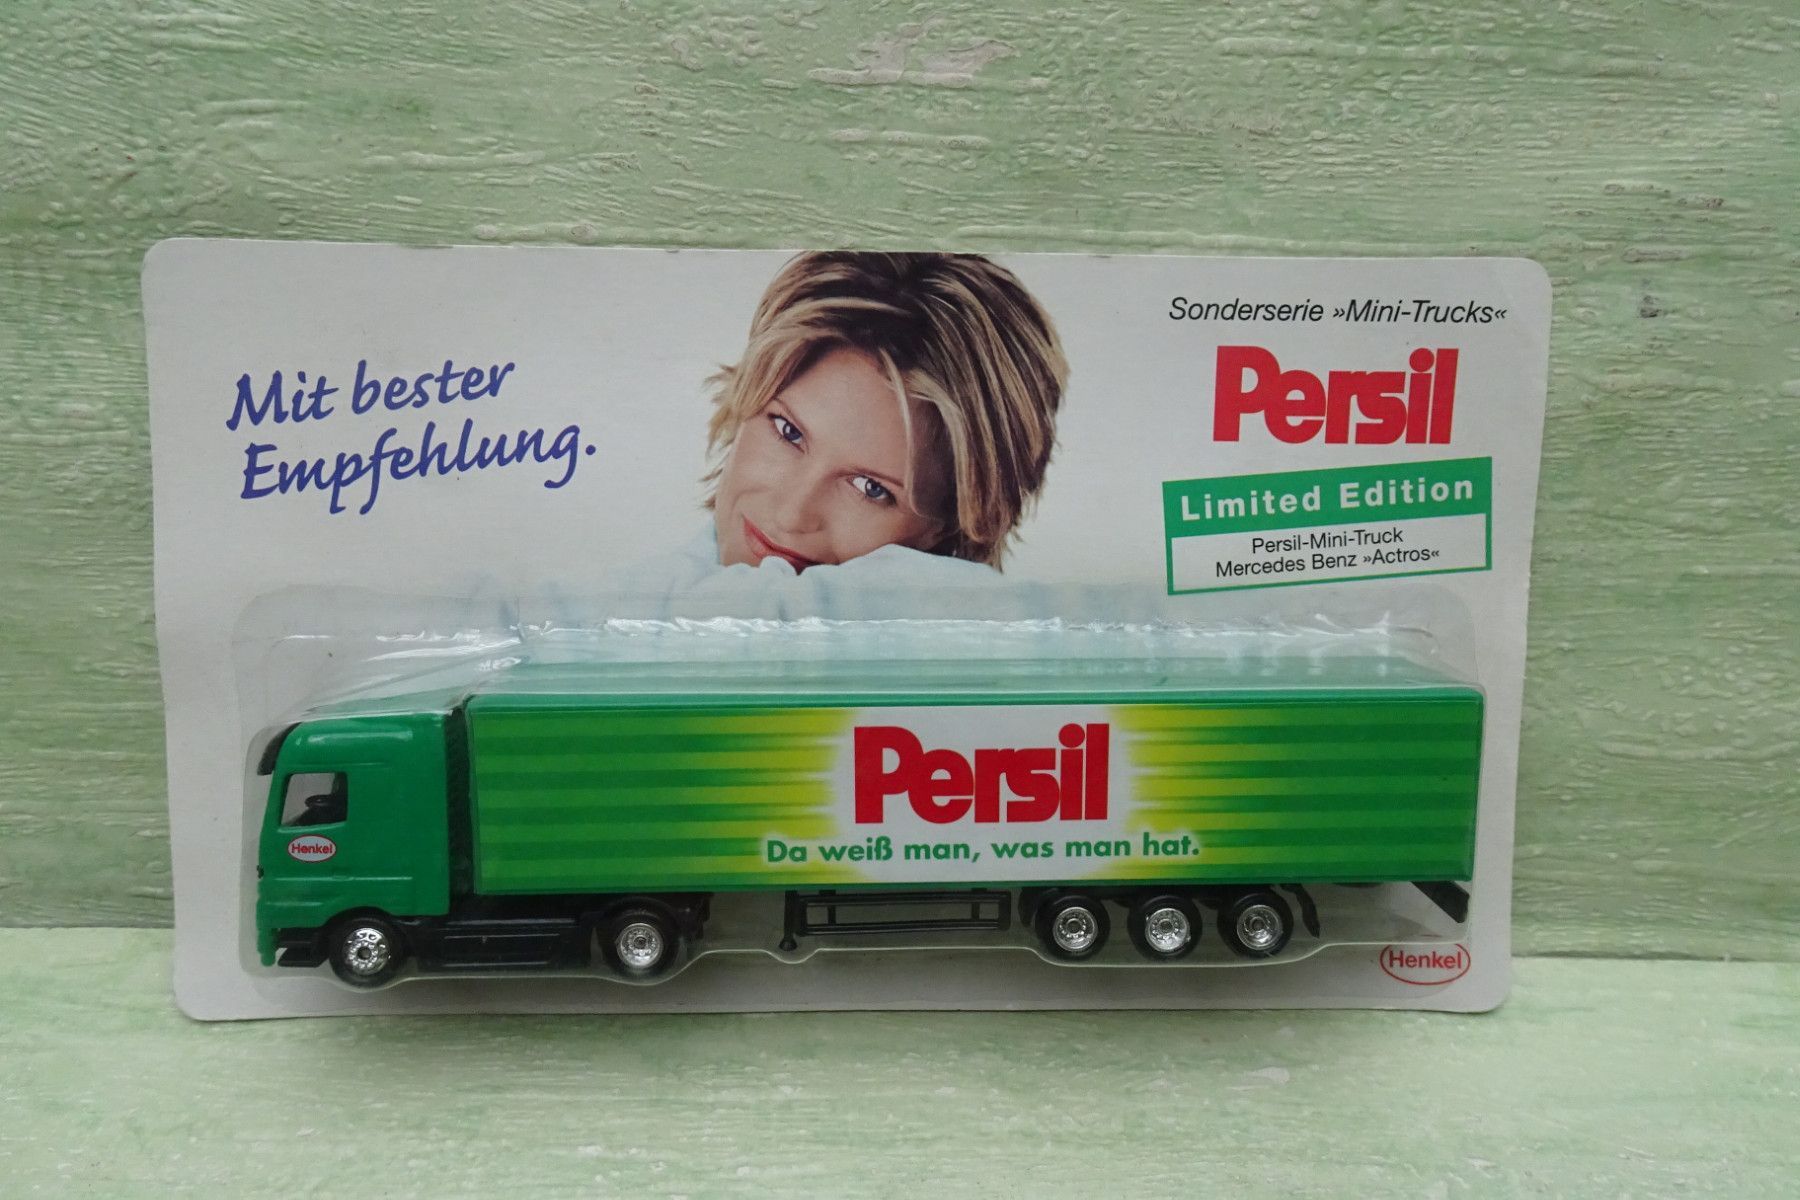 Mit bester
Empfehlung.
Sonderserie »Mini-Trucks«
Persil
Limited Edition
Persil-Mini-Truck
Mercedes Benz »Actros«
Persil
Da weiß man, was man hat.
Henkel
Henkel